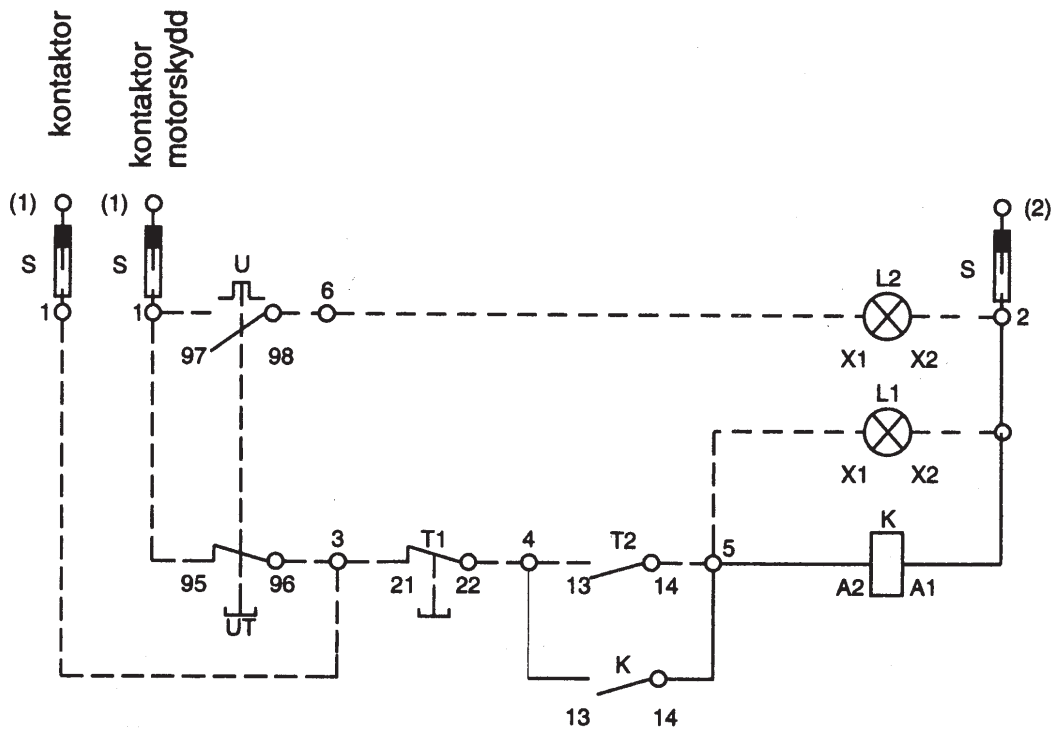 kontaktor
kontaktor
motorskydd
(1)
(1)
(2)
S
S
U
S
1
1
6
L2
2
97
98
X1
X2
L1
X1
X2
3
T1
4
T2
5
K
95
96
21
22
13
14
A2
A1
UT
K
13
14